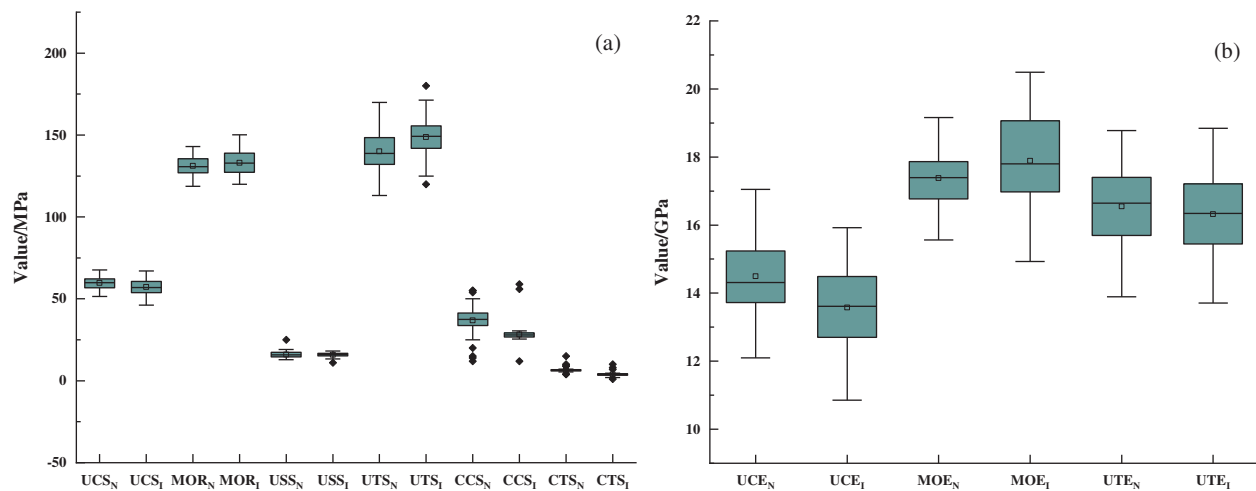 (a)
Value/MPa
200
150
100
50
0
-50
UCS_N UCS_I MOR_N MOR_I USS_N USS_I UTS_N UTS_I CCS_N CCS_I CTS_N CTS_I
(b)
Value/GPa
22
20
18
16
14
12
10
UCE_N UCE_I MOE_N MOE_I UTE_N UTE_I